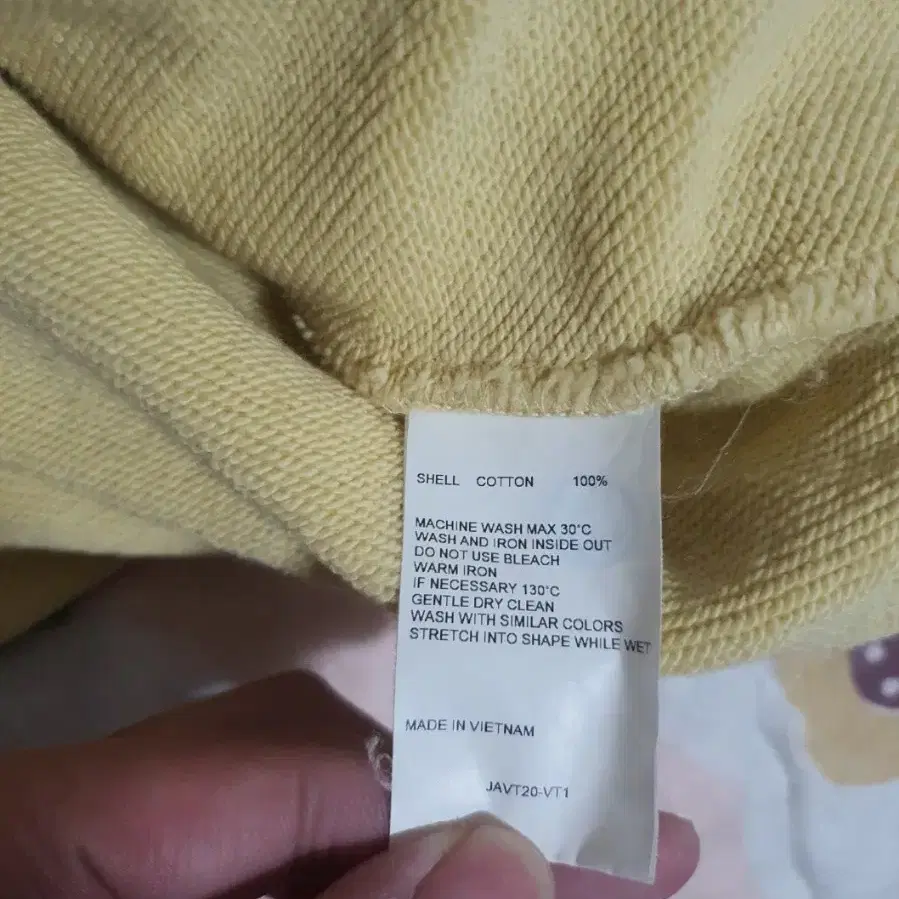 SHELL COTTON 100%
MACHINE WASH MAX 30°C
WASH AND IRON INSIDE OUT
DO NOT USE BLEACH
WARM IRON
IF NECESSARY 130°C
GENTLE DRY CLEAN
WASH WITH SIMILAR COLORS
STRETCH INTO SHAPE WHILE WET
MADE IN VIETNAM
JAVT20-VT1